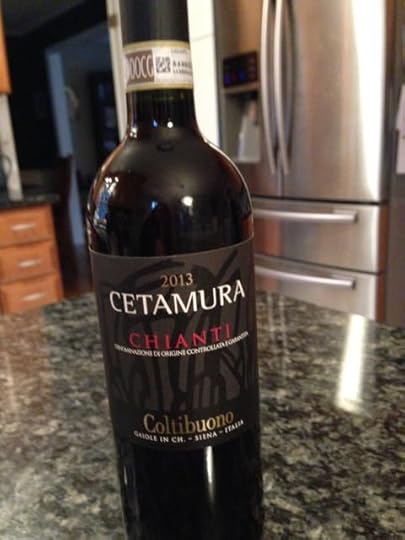 DOCG
2013
CETAMURA
CHIANTI
DENOMINAZIONE DI ORIGINE CONTROLLATA E GARANTITA
Coltibuono
GAIOLE IN CH. - SIENA - ITALIA